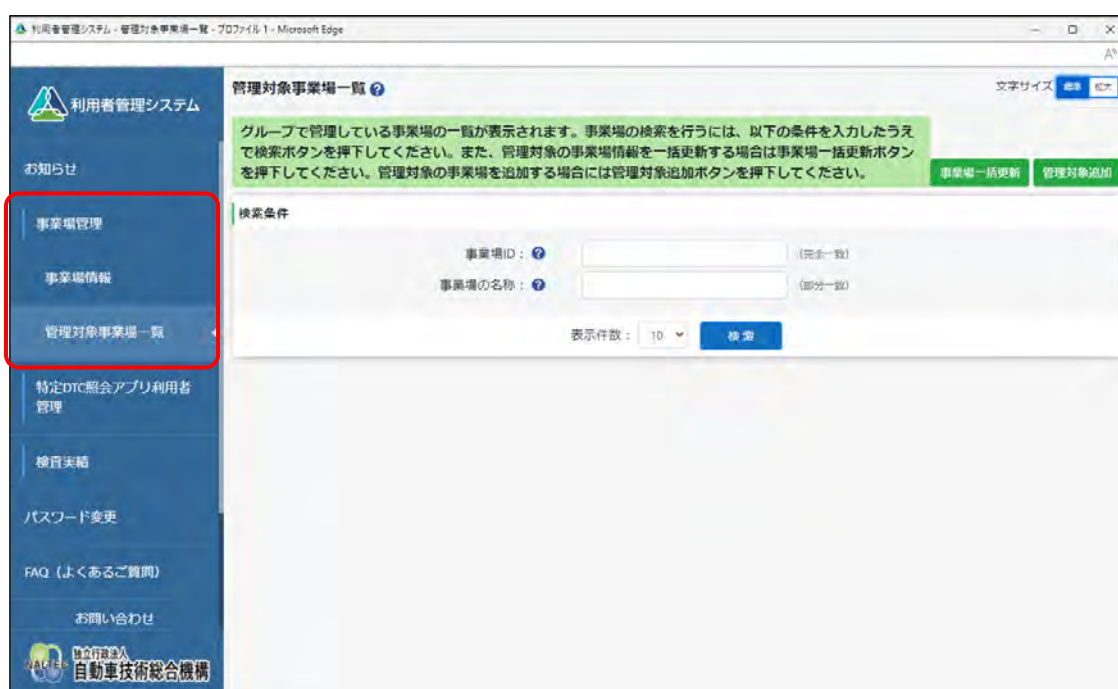 利用者管理システム - 管理対象事業場一覧 - プロファイル 1 - Microsoft Edge
利用者管理システム
お知らせ
事業場管理
事業場情報
管理対象事業場一覧
特定DTC照会アプリ利用者
管理
検査実績
パスワード変更
FAQ（よくあるご質問）
お問い合わせ
独立行政法人
自動車技術総合機構
管理対象事業場一覧
文字サイズ 標準 拡大
グループで管理している事業場の一覧が表示されます。事業場の検索を行うには、以下の条件を入力したうえ
で検索ボタンを押下してください。また、管理対象の事業場情報を一括更新する場合は事業場一括更新ボタン
を押下してください。管理対象の事業場を追加する場合には管理対象追加ボタンを押下してください。
事業場一括更新 管理対象追加
検索条件
事業場ID： (完全一致)
事業場の名称： (部分一致)
表示件数： 10 検索